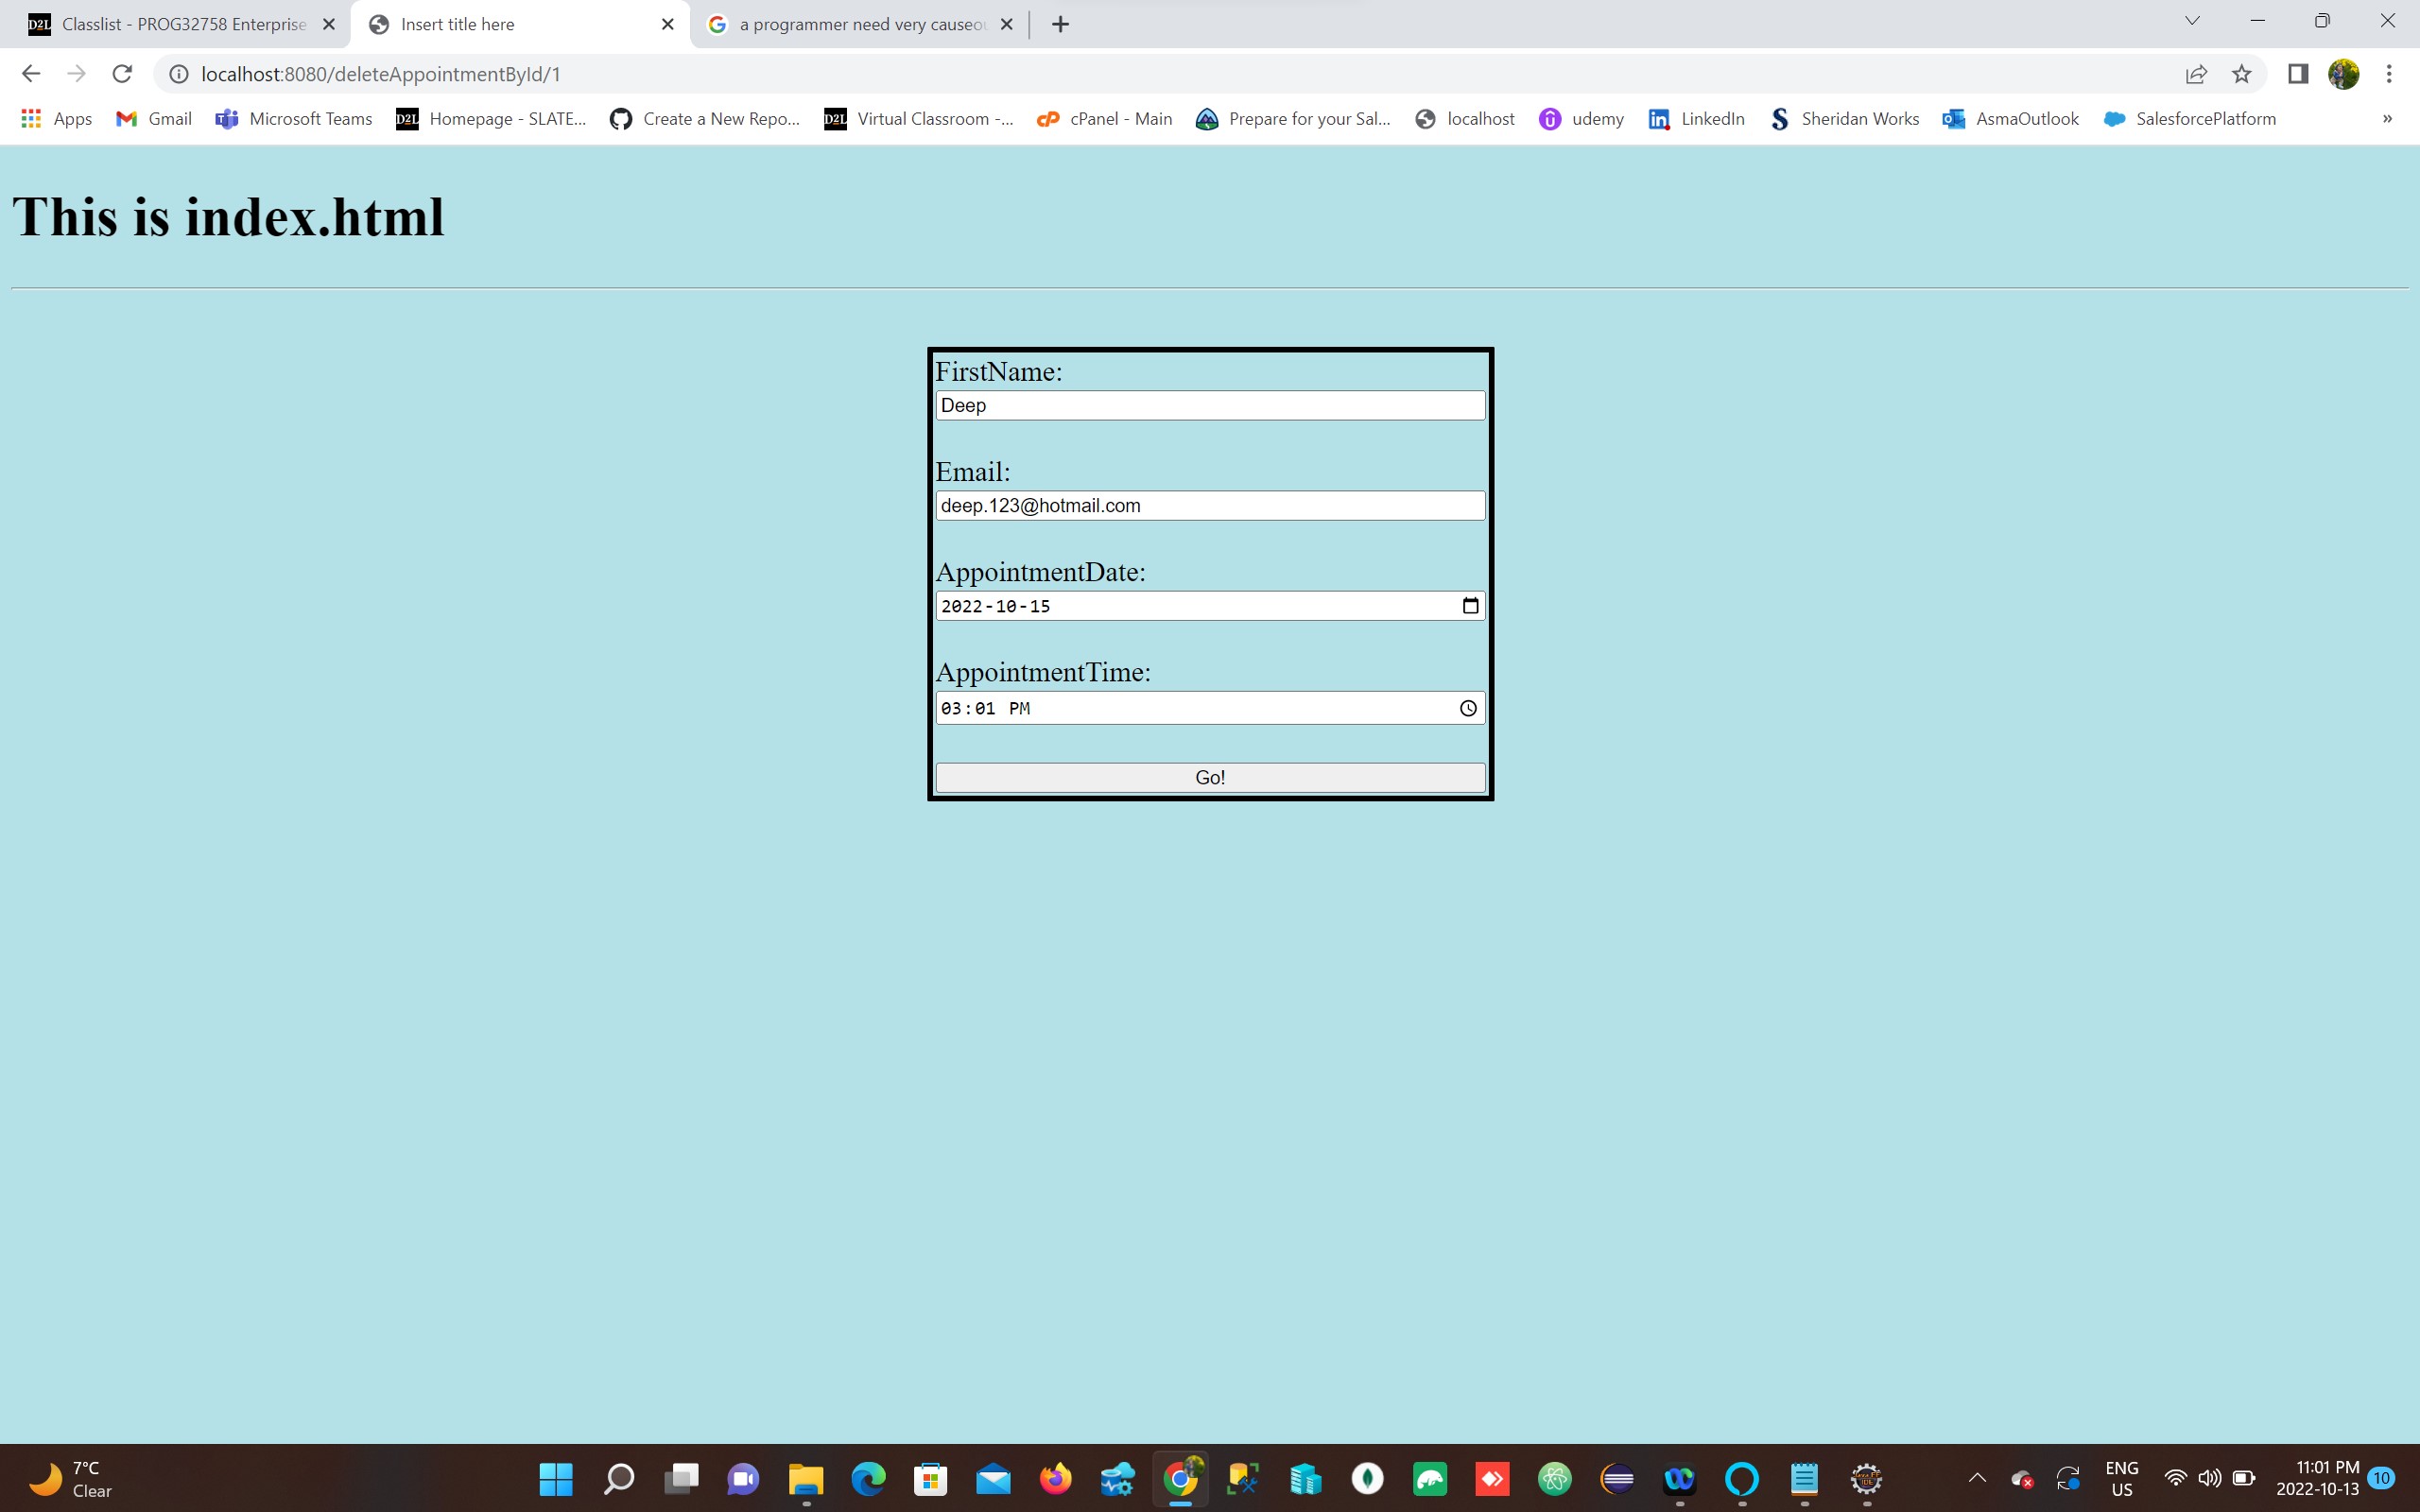 Classlist - PROG32758 Enterprise
Insert title here
a programmer need very causeou
localhost:8080/deleteAppointmentById/1
Apps
Gmail
Microsoft Teams
D2L Homepage - SLATE...
Create a New Repo...
D2L Virtual Classroom -...
cPanel - Main
Prepare for your Sal...
localhost
udemy
LinkedIn
Sheridan Works
AsmaOutlook
SalesforcePlatform
»
This is index.html
FirstName:
Deep
Email:
deep.123@hotmail.com
AppointmentDate:
2022-10-15
AppointmentTime:
03:01 PM
Go!
7°C
Clear
ENG
US
11:01 PM
2022-10-13
10